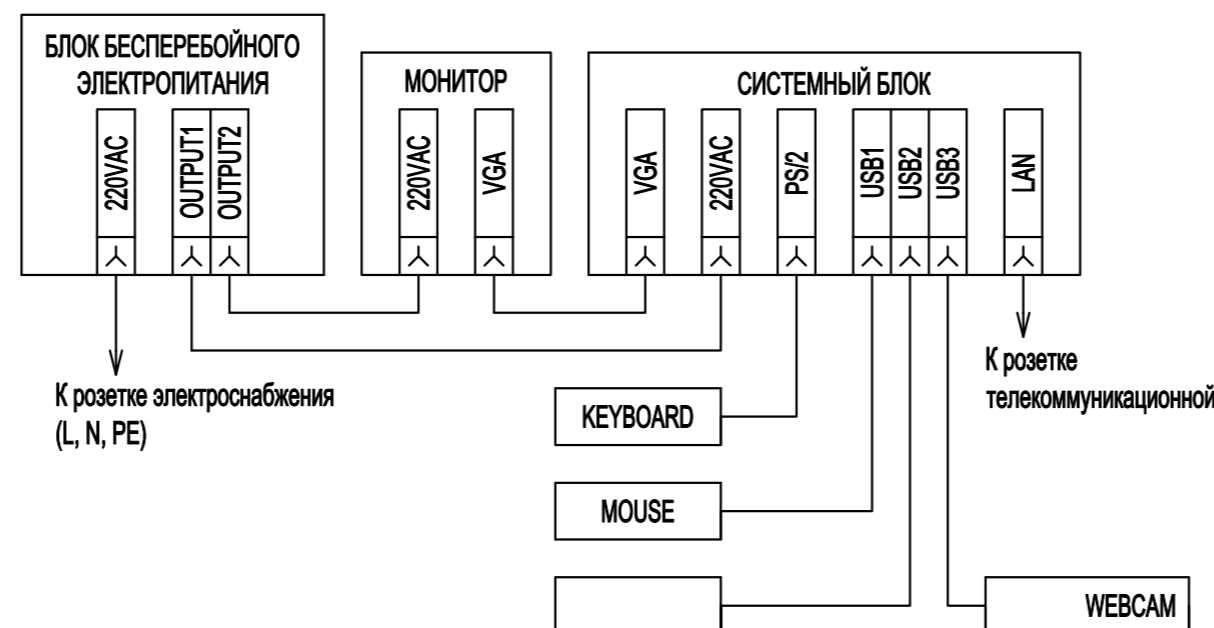 БЛОК БЕСПЕРЕБОЙНОГО
ЭЛЕКТРОПИТАНИЯ
220VAC
OUTPUT1
OUTPUT2
МОНИТОР
220VAC
VGA
СИСТЕМНЫЙ БЛОК
VGA
220VAC
PS/2
USB1
USB2
USB3
LAN
К розетке электроснабжения
(L, N, PE)
К розетке
телекоммуникационной
KEYBOARD
MOUSE
WEBCAM